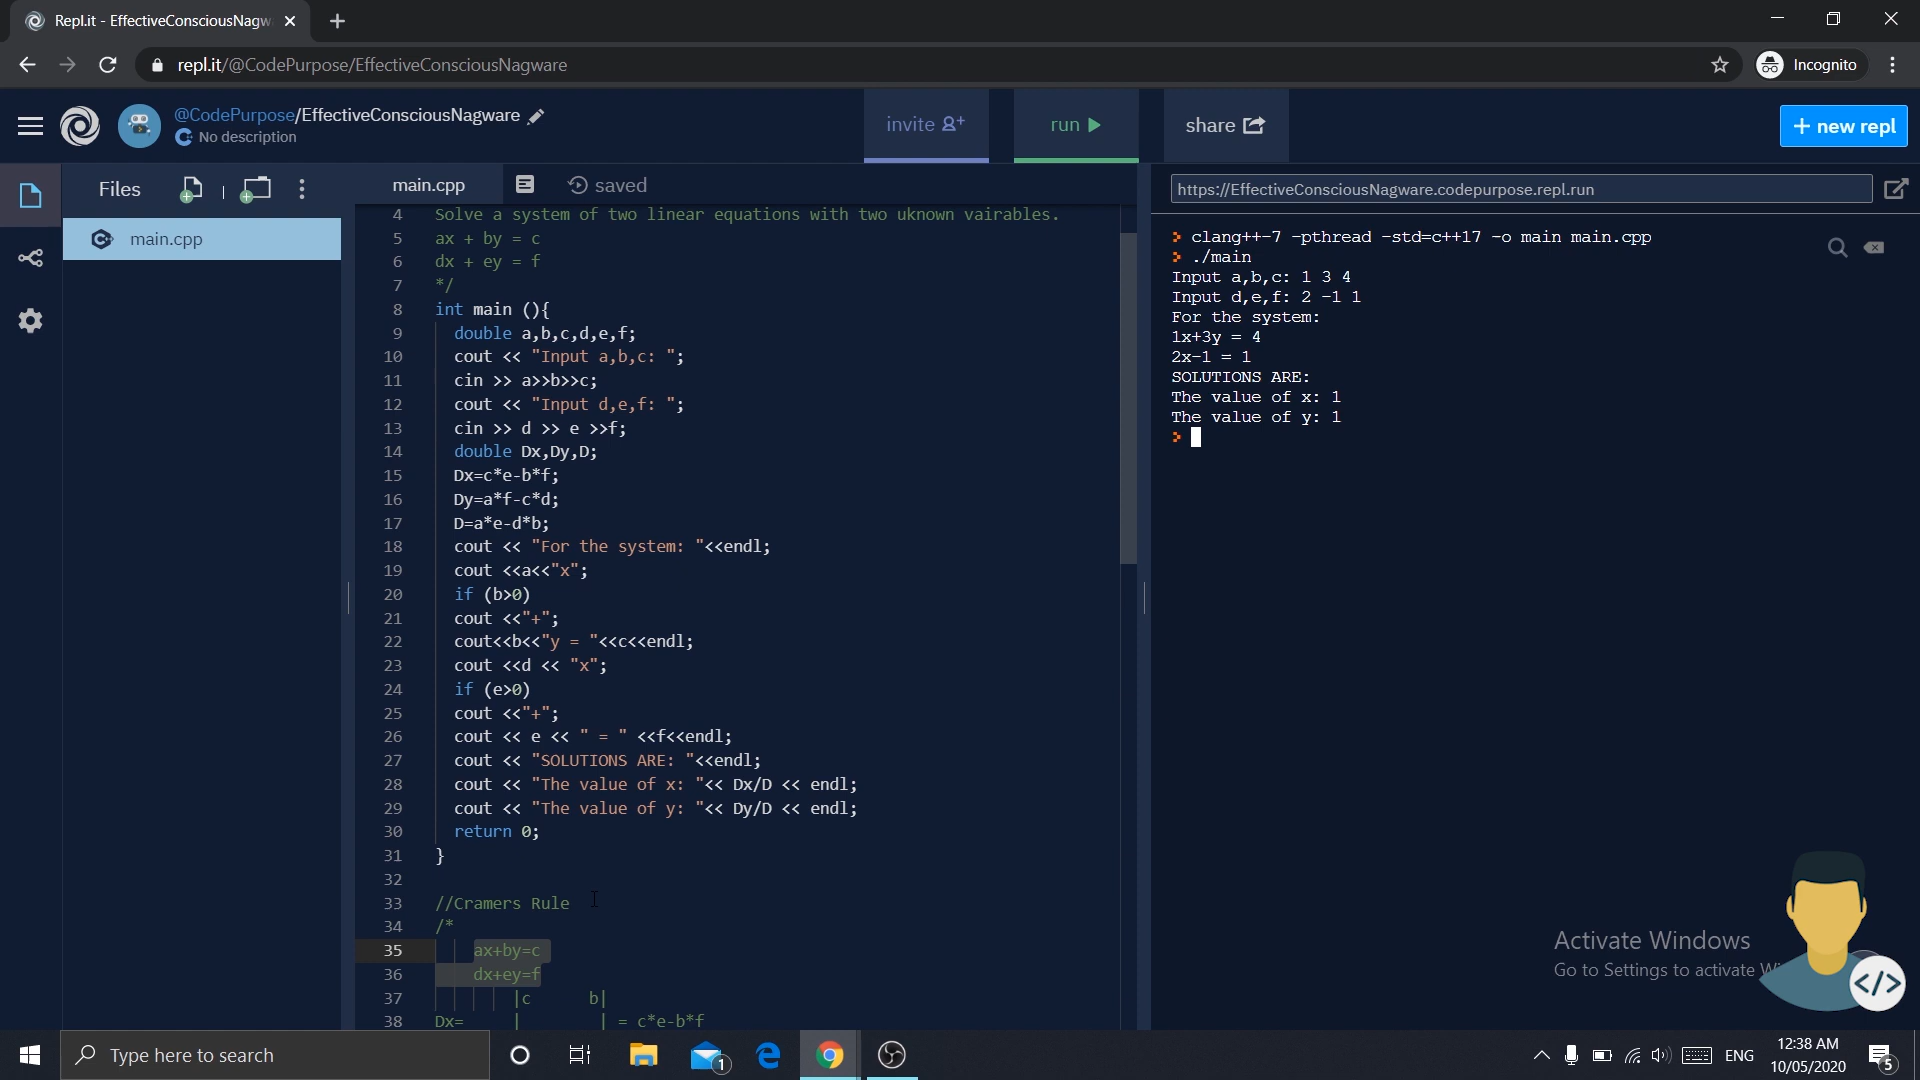 Repl.it - EffectiveConsciousNagw
repl.it/@CodePurpose/EffectiveConsciousNagware
Incognito
@CodePurpose/EffectiveConsciousNagware
No description
invite
run
share
+ new repl
Files
main.cpp
saved
https://EffectiveConsciousNagware.codepurpose.repl.run
main.cpp
4 Solve a system of two linear equations with two uknown vairables.
5 ax + by = c
6 dx + ey = f
7 */
8 int main (){
9 double a,b,c,d,e,f;
10 cout << "Input a,b,c: ";
11 cin >> a>>b>>c;
12 cout << "Input d,e,f: ";
13 cin >> d >> e >>f;
14 double Dx,Dy,D;
15 Dx=c*e-b*f;
16 Dy=a*f-c*d;
17 D=a*e-d*b;
18 cout << "For the system: "<<endl;
19 cout <<a<<"x";
20 if (b>0)
21 cout <<"+";
22 cout<<b<<"y = "<<c<<endl;
23 cout <<d << "x";
24 if (e>0)
25 cout <<"+";
26 cout << e << " = " <<f<<endl;
27 cout << "SOLUTIONS ARE: "<<endl;
28 cout << "The value of x: "<< Dx/D << endl;
29 cout << "The value of y: "<< Dy/D << endl;
30 return 0;
31 }
32
33 //Cramers Rule
34 /*
35 ax+by=c
36 dx+ey=f
37 |c b|
38 Dx= | | = c*e-b*f
> clang++-7 -pthread -std=c++17 -o main main.cpp
> ./main
Input a,b,c: 1 3 4
Input d,e,f: 2 -1 1
For the system:
1x+3y = 4
2x-1 = 1
SOLUTIONS ARE:
The value of x: 1
The value of y: 1
>
Activate Windows
Go to Settings to activate
</>
Type here to search
1
ENG
12:38 AM
10/05/2020
5